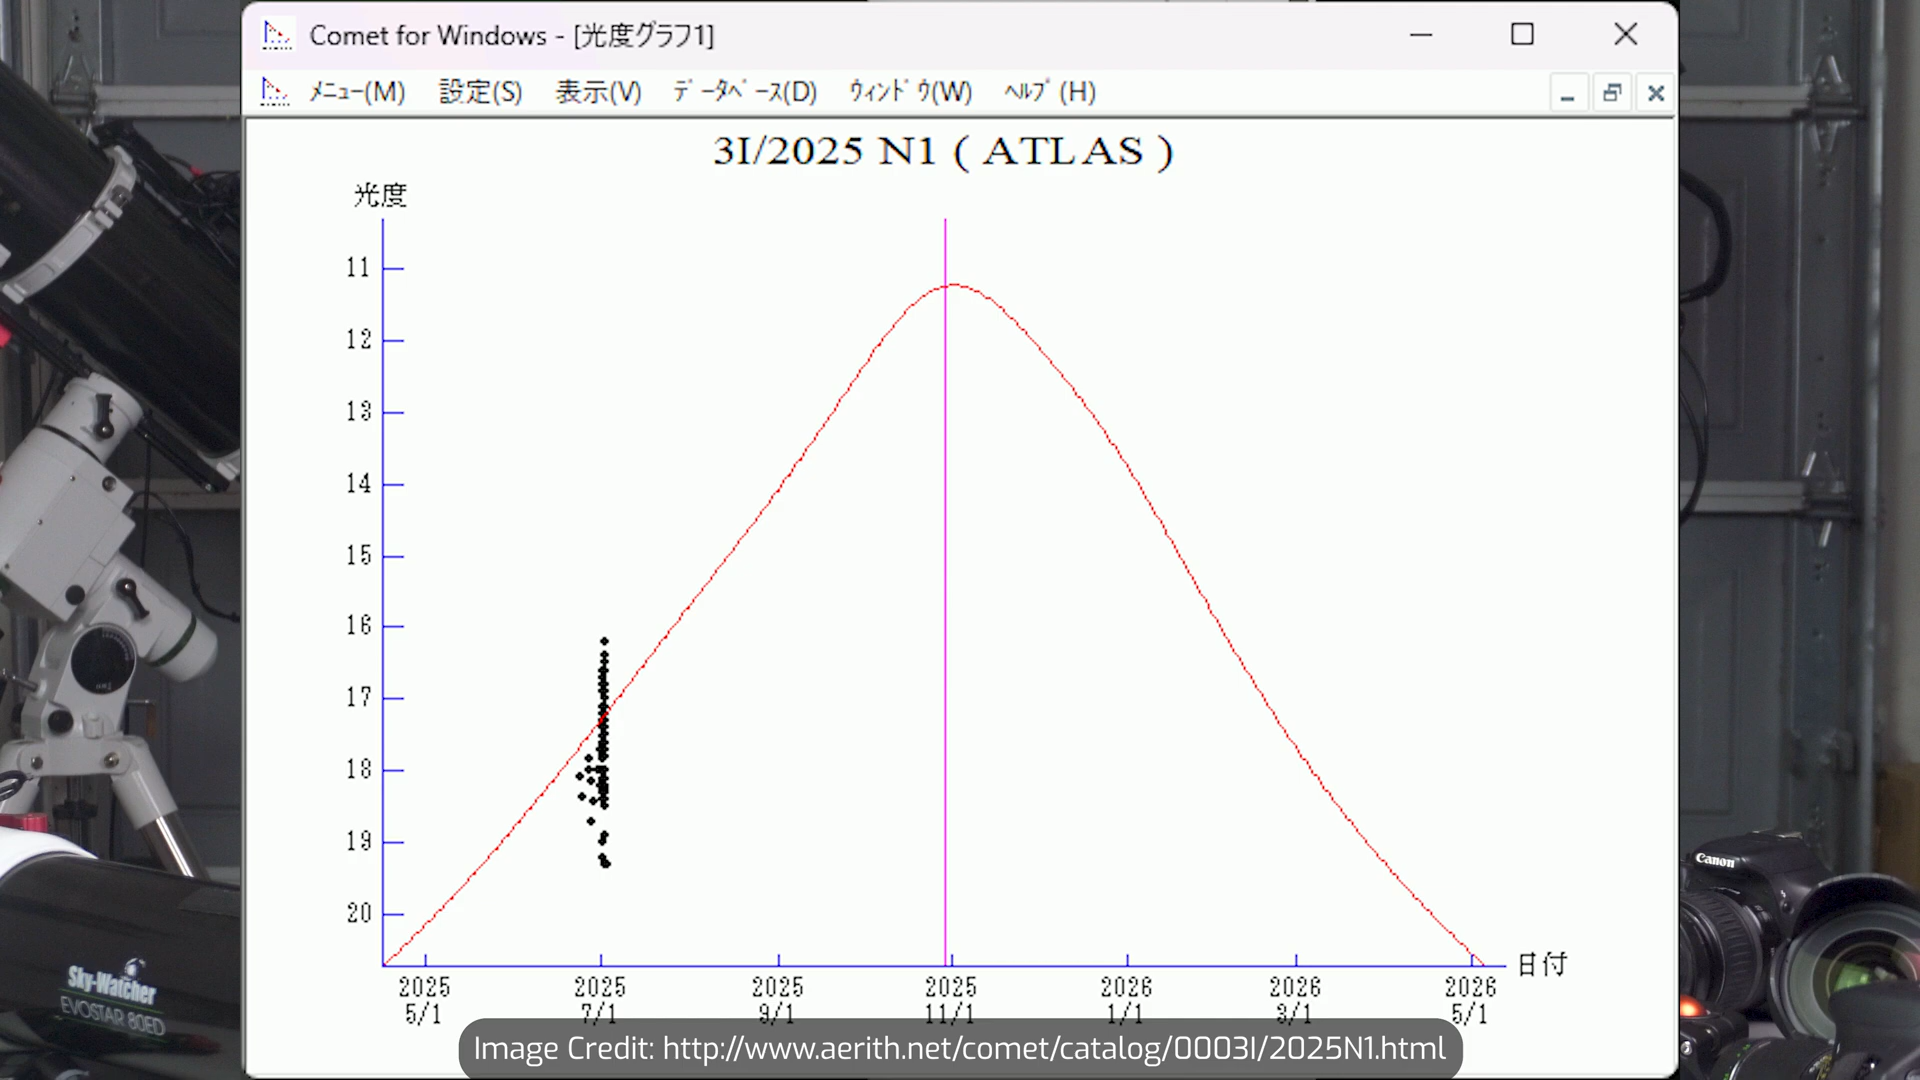 Comet for Windows - [光度グラフ1]
ﾒﾆｭｰ(M) 設定(S) 表示(V) ﾃﾞｰﾀﾍﾞｰｽ(D) ｳｨﾝﾄﾞｳ(W) ﾍﾙﾌﾟ(H)
3I/2025 N1 ( ATLAS )
光度
11
12
13
14
15
16
17
18
19
20
日付
2025 2025 2025 2025 2026 2026 2026
5/1 7/1 9/1 11/1 1/1 3/1 5/1
Image Credit: http://www.aerith.net/comet/catalog/0003I/2025N1.html
Canon
Sky-Watcher
EVOSTAR 80ED